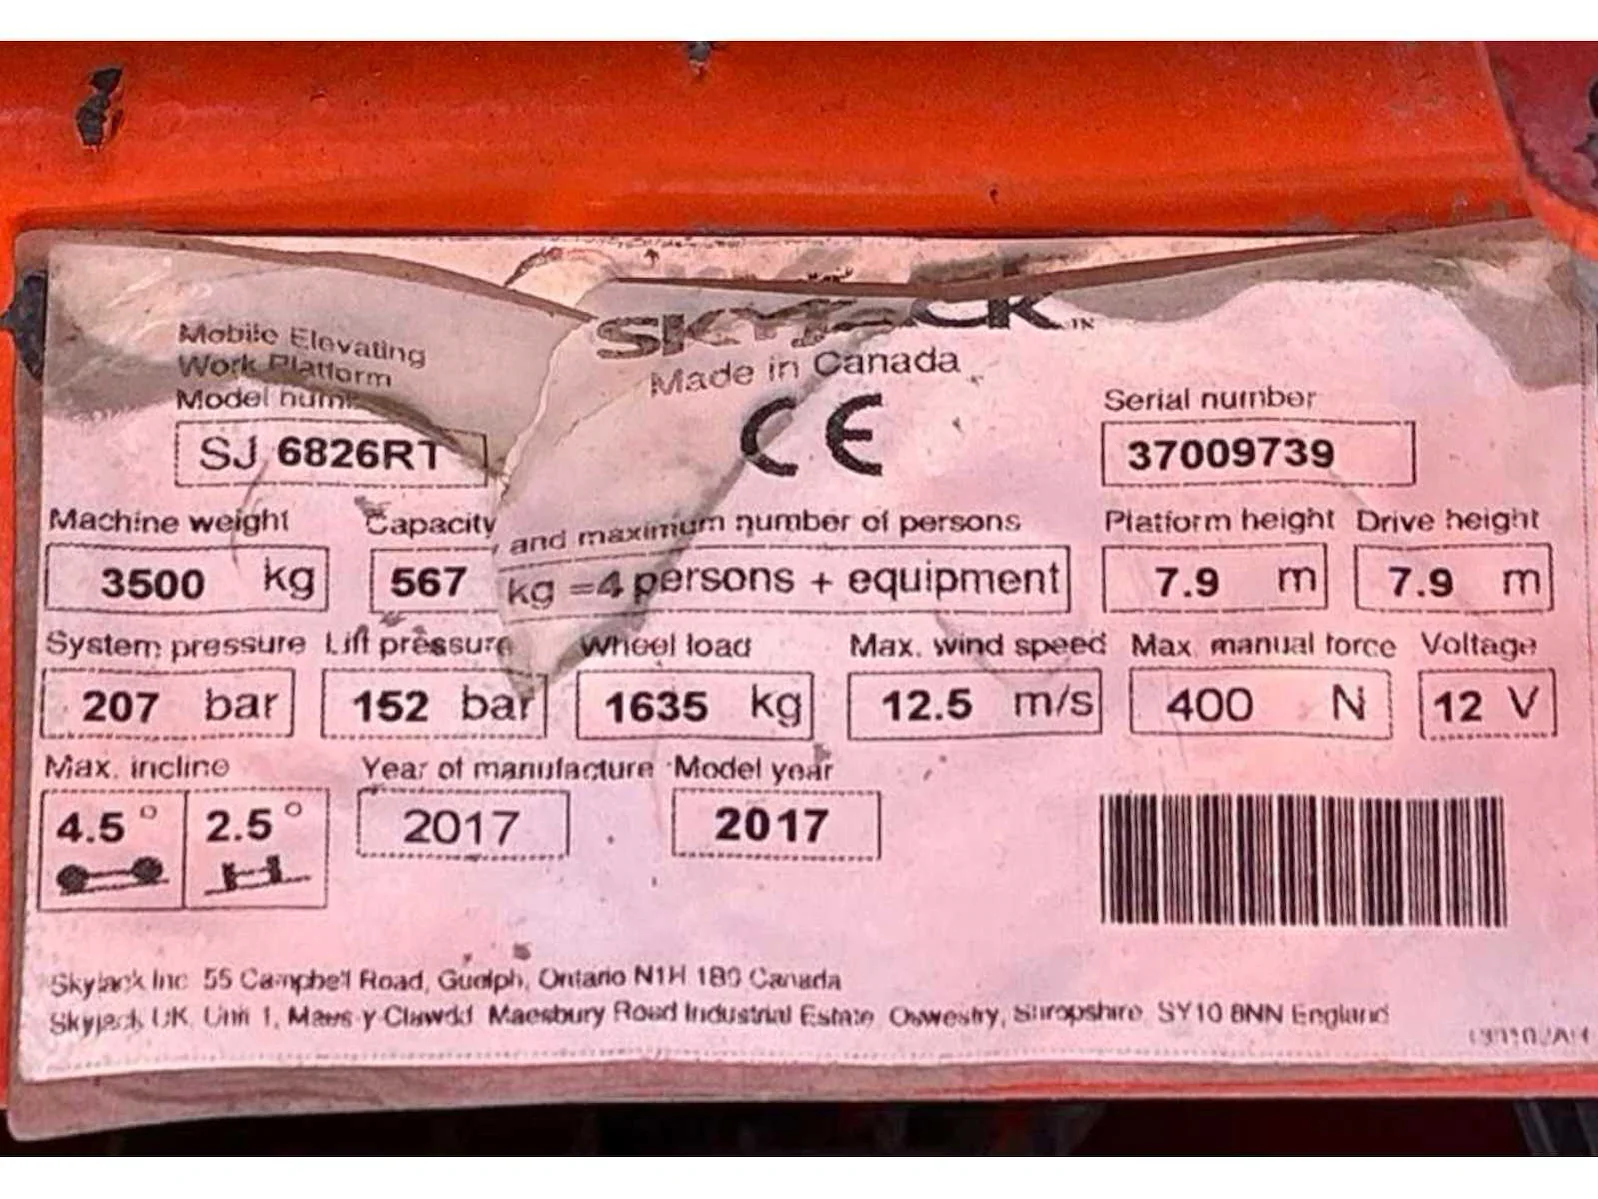 SKYJACK
Made in Canada
CE
Mobile Elevating
Work Platform
Model num
SJ 6826RT
Serial number
37009739
Machine weight Capacity and maximum number of persons Platform height Drive height
3500 kg 567 kg =4 persons + equipment 7.9 m 7.9 m
System pressure Lift pressure Wheel load Max. wind speed Max manual force Voltage
207 bar 152 bar 1635 kg 12.5 m/s 400 N 12 V
Max. incline Year of manufacture Model year
4.5° 2.5° 2017 2017
Skyjack Inc 55 Campbell Road, Guelph, Ontario N1H 1B9 Canada
Skyjack UK, Unit 1, Maes y Clawdd Maesbury Road Industrial Estate Oswestry, Shropshire SY10 8NN England